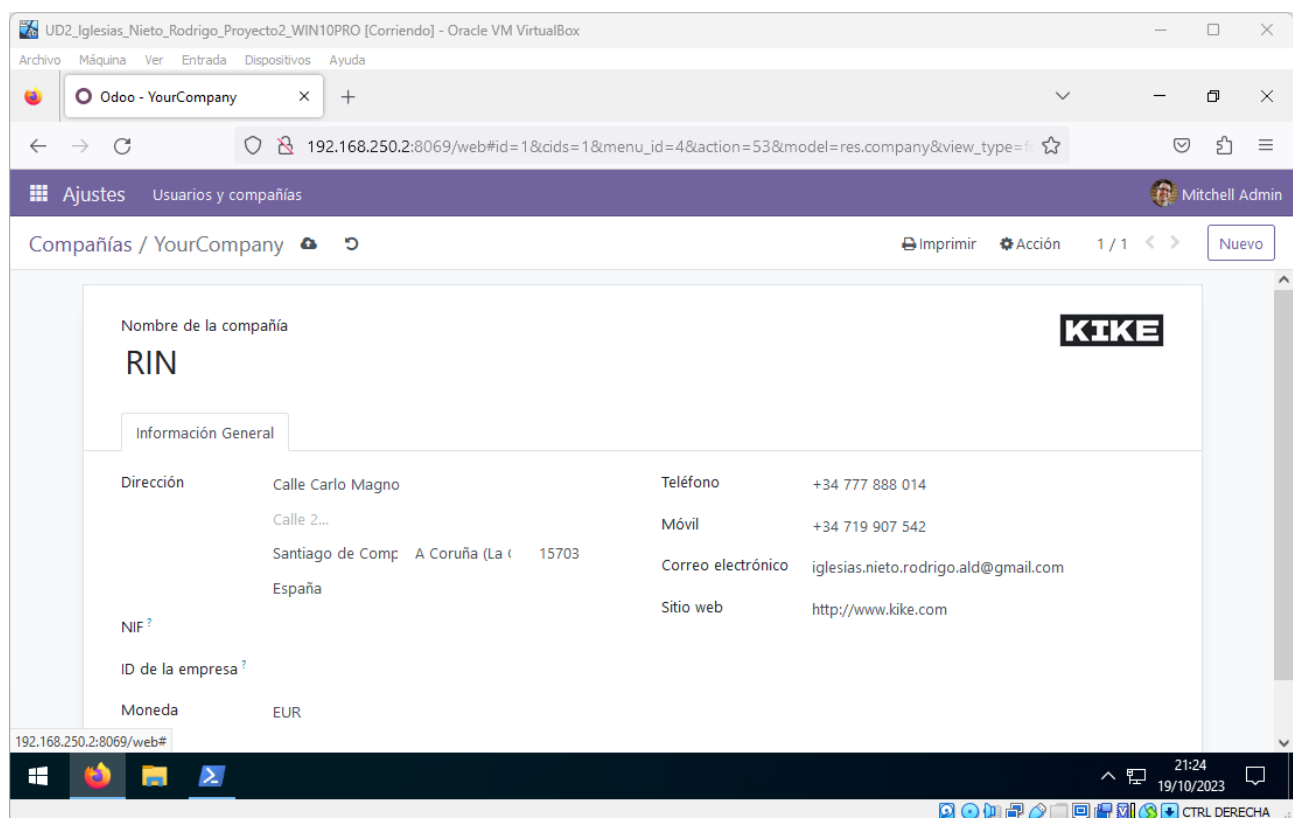 UD2_Iglesias_Nieto_Rodrigo_Proyecto2_WIN10PRO [Corriendo] - Oracle VM VirtualBox
Archivo Máquina Ver Entrada Dispositivos Ayuda
Odoo - YourCompany
192.168.250.2:8069/web#id=1&cids=1&menu_id=4&action=53&model=res.company&view_type=f
Ajustes Usuarios y compañías Mitchell Admin
Compañías / YourCompany Imprimir Acción 1 / 1 Nuevo
Nombre de la compañía
KIKE
RIN
Información General
Dirección Calle Carlo Magno Teléfono +34 777 888 014
Calle 2... Móvil +34 719 907 542
Santiago de Comp A Coruña (La 15703 Correo electrónico iglesias.nieto.rodrigo.ald@gmail.com
España Sitio web http://www.kike.com
NIF ?
ID de la empresa ?
Moneda EUR
192.168.250.2:8069/web#
21:24
19/10/2023
CTRL DERECHA